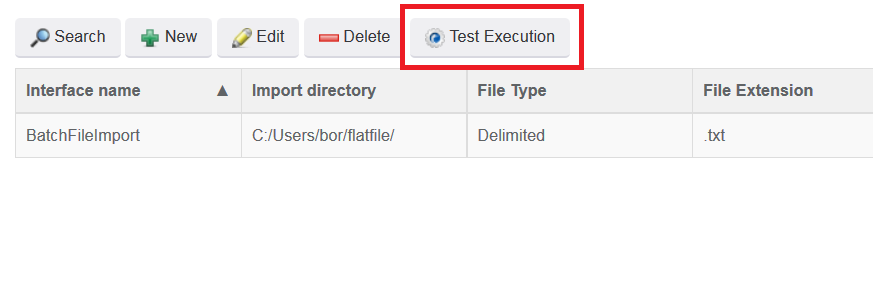 Search New Edit Delete Test Execution
Interface name ▲ Import directory File Type File Extension
BatchFileImport C:/Users/bor/flatfile/ Delimited .txt